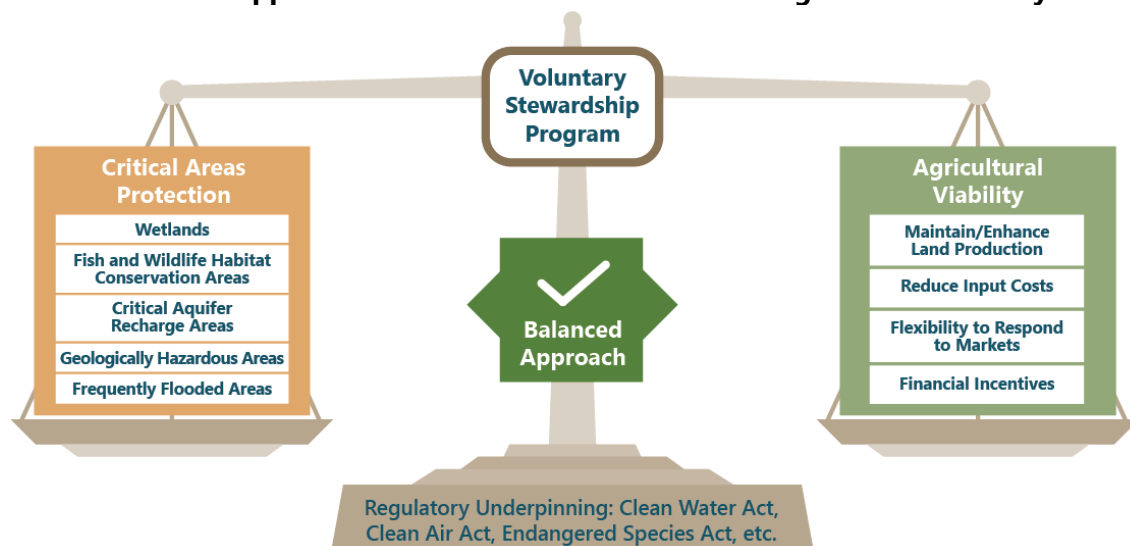 Voluntary
Stewardship
Program
Critical Areas
Protection
Wetlands
Fish and Wildlife Habitat
Conservation Areas
Critical Aquifer
Recharge Areas
Geologically Hazardous Areas
Frequently Flooded Areas
Balanced
Approach
Agricultural
Viability
Maintain/Enhance
Land Production
Reduce Input Costs
Flexibility to Respond
to Markets
Financial Incentives
Regulatory Underpinning: Clean Water Act,
Clean Air Act, Endangered Species Act, etc.